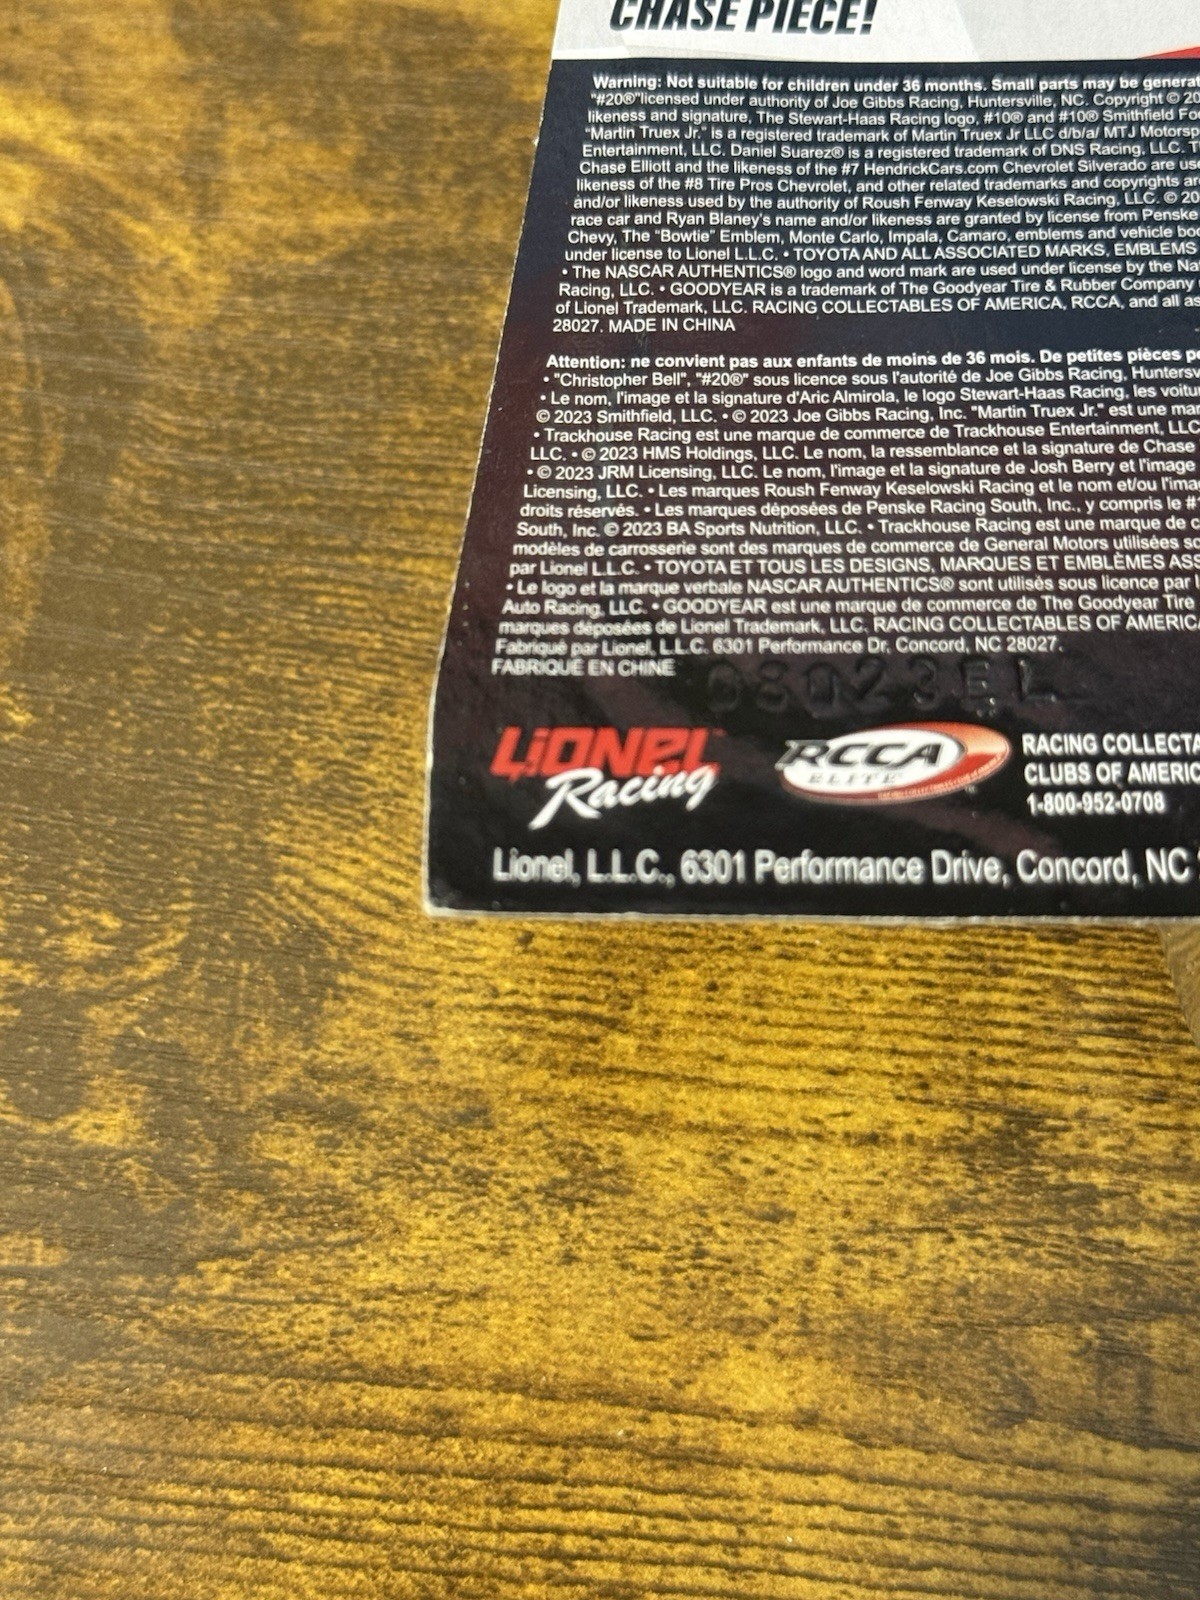 CHASE PIECE!
Warning: Not suitable for children under 36 months. Small parts may be generat
"#20®"licensed under authority of Joe Gibbs Racing, Huntersville, NC. Copyright © 20
likeness and signature, The Stewart-Haas Racing logo, #10® and #10® Smithfield Fo
"Martin Truex Jr." is a registered trademark of Martin Truex Jr LLC d/b/a/ MTJ Motorsp
Entertainment, LLC. Daniel Suarez® is a registered trademark of DNS Racing, LLC. T
Chase Elliott and the likeness of the #7 HendrickCars.com Chevrolet Silverado are us
likeness of the #8 Tire Pros Chevrolet, and other related trademarks and copyrights ar
and/or likeness used by the authority of Roush Fenway Keselowski Racing, LLC. © 20
race car and Ryan Blaney's name and/or likeness are granted by license from Penske
Chevy, The "Bowtie" Emblem, Monte Carlo, Impala, Camaro, emblems and vehicle bo
under license to Lionel L.L.C. • TOYOTA AND ALL ASSOCIATED MARKS, EMBLEMS
• The NASCAR AUTHENTICS® logo and word mark are used under license by the Na
Racing, LLC. • GOODYEAR is a trademark of The Goodyear Tire & Rubber Company
of Lionel Trademark, LLC. RACING COLLECTABLES OF AMERICA, RCCA, and all as
28027. MADE IN CHINA
Attention: ne convient pas aux enfants de moins de 36 mois. De petites pièces p
• "Christopher Bell", "#20®" sous licence sous l'autorité de Joe Gibbs Racing, Huntersv
• Le nom, l'image et la signature d'Aric Almirola, le logo Stewart-Haas Racing, les voitu
© 2023 Smithfield, LLC. • © 2023 Joe Gibbs Racing, Inc. "Martin Truex Jr." est une ma
• Trackhouse Racing est une marque de commerce de Trackhouse Entertainment, LLC
LLC. • © 2023 HMS Holdings, LLC. Le nom, la ressemblance et la signature de Chase
• © 2023 JRM Licensing, LLC. Le nom, l'image et la signature de Josh Berry et l'image
Licensing, LLC. • Les marques Roush Fenway Keselowski Racing et le nom et/ou l'ima
droits réservés. • Les marques déposées de Penske Racing South, Inc., y compris le #
South, Inc. © 2023 BA Sports Nutrition, LLC. • Trackhouse Racing est une marque de c
modèles de carrosserie sont des marques de commerce de General Motors utilisées so
par Lionel L.L.C. • TOYOTA ET TOUS LES DESIGNS, MARQUES ET EMBLÈMES ASS
• Le logo et la marque verbale NASCAR AUTHENTICS® sont utilisés sous licence par
Auto Racing, LLC. • GOODYEAR est une marque de commerce de The Goodyear Tire
marques déposées de Lionel Trademark, LLC. RACING COLLECTABLES OF AMERIC
Fabriqué par Lionel, L.L.C. 6301 Performance Dr, Concord, NC 28027.
FABRIQUÉ EN CHINE
08023EL
LIONEL Racing
RCCA ELITE
RACING COLLECTA
CLUBS OF AMERIC
1-800-952-0708
Lionel, L.L.C., 6301 Performance Drive, Concord, NC